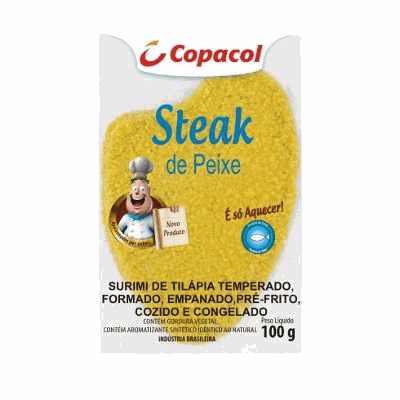 Copacol
Steak
de Peixe
Novo
Produto
É só Aquecer!
SURIMI DE TILÁPIA TEMPERADO,
FORMADO, EMPANADO,PRÉ-FRITO,
COZIDO E CONGELADO
CONTÉM GORDURA VEGETAL
CONTÉM AROMATIZANTE SINTÉTICO IDÊNTICO AO NATURAL
INDÚSTRIA BRASILEIRA
Peso Líquido
100 g